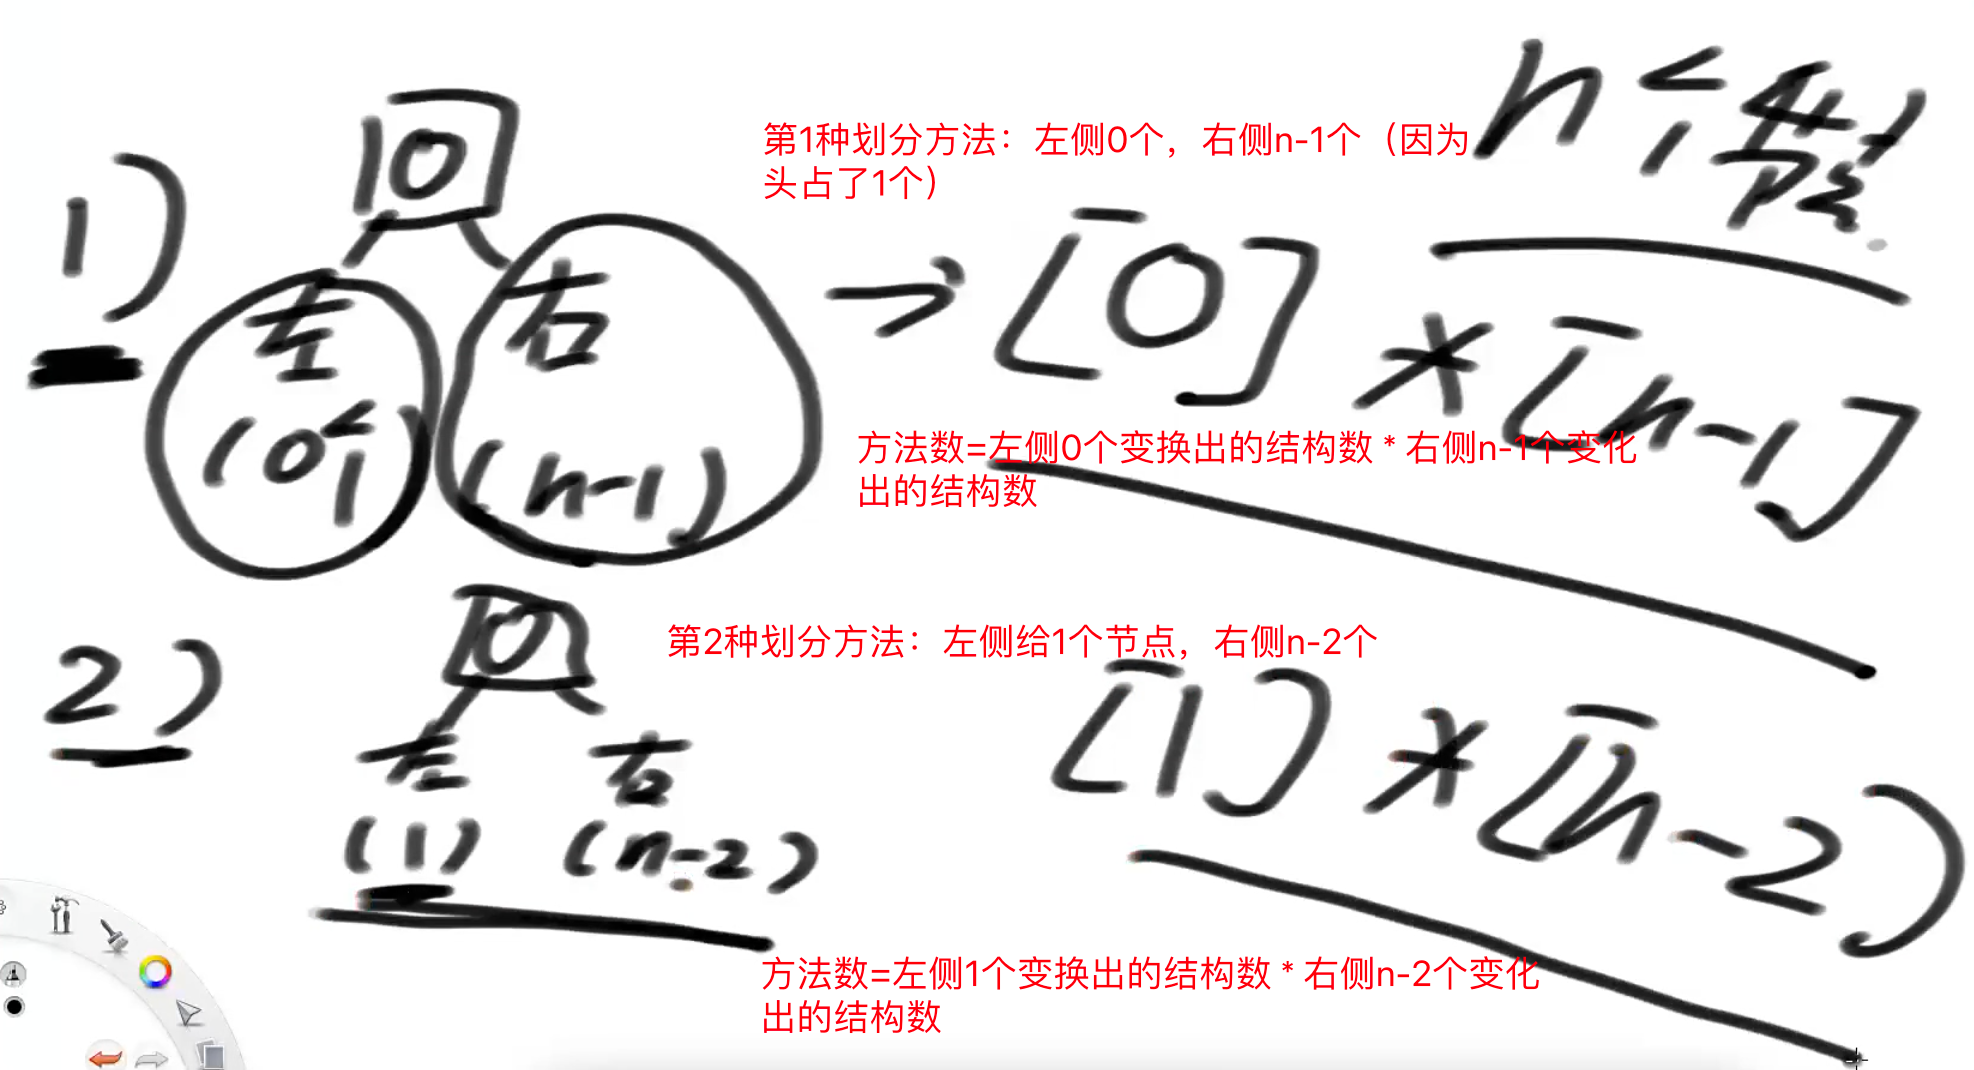 n个
第1种划分方法：左侧0个，右侧n-1个（因为
头占了1个）
1)
左 右
(0个) (n-1)
→ [0] * [n-1]
方法数=左侧0个变换出的结构数 * 右侧n-1个变化
出的结构数
第2种划分方法：左侧给1个节点，右侧n-2个
2)
左 右
(1) (n-2)
[1] * [n-2)
方法数=左侧1个变换出的结构数 * 右侧n-2个变化
出的结构数